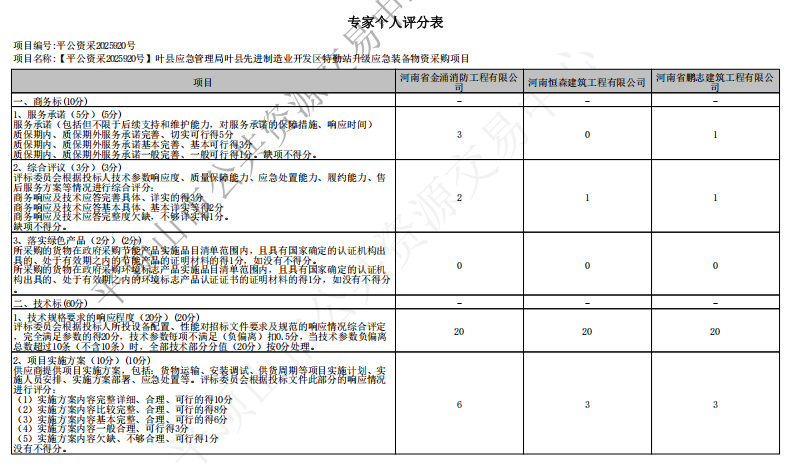 专家个人评分表
项目编号:平公资采2025920号
项目名称:【平公资采2025920号】叶县应急管理局叶县先进制造业开发区特勤站升级应急装备物资采购项目
项目 河南省金涌消防工程有限公司 河南恒森建筑工程有限公司 河南省鹏志建筑工程有限公司
一、商务标(10分) - - -
1、服务承诺（5分）(5分)
服务承诺（包括但不限于后续支持和维护能力，对服务承诺的保障措施、响应时间）
质保期内、质保期外服务承诺完善、切实可行得5分
质保期内、质保期外服务承诺基本完善、基本可行得3分
质保期内、质保期外服务承诺一般完善、一般可行得1分。缺项不得分。
3 0 1
2、综合评议（3分）(3分)
评标委员会根据投标人技术参数响应度、质量保障能力、应急处置能力、履约能力、售
后服务方案等情况进行综合评分：
商务响应及技术应答完善具体、详实的得3分
商务响应及技术应答基本具体、基本详实得2分
商务响应及技术应答完整度欠缺，不够详实得1分。
缺项不得分。
2 1 1
3、落实绿色产品（2分）(2分)
所采购的货物在政府采购节能产品实施品目清单范围内，且具有国家确定的认证机构出
具的、处于有效期之内的节能产品的证明材料的得1分，如没有不得分。
所采购的货物在政府采购环境标志产品实施品目清单范围内，且具有国家确定的认证机
构出具的、处于有效期之内的环境标志产品认证证书的证明材料的得1分，如没有不得分
。
0 0 0
二、技术标(60分) - - -
1、技术规格要求的响应程度（20分）(20分)
评标委员会根据投标人所投设备配置、性能对招标文件要求及规范的响应情况综合评定
，完全满足参数的得20分，技术参数每项不满足（负偏离）扣0.5分，当技术参数负偏离
总数超过10条（不含10条）时，全部技术部分分值（20分）按0分处理。
20 20 20
2、项目实施方案（10分）(10分)
供应商提供项目实施方案，包括：货物运输、安装调试、供货周期等项目实施计划、实
施人员安排、实施方案部署、应急处置等。评标委员会根据投标文件此部分的响应情况
进行评分：
（1）实施方案内容完整详细、合理、可行的得10分
（2）实施方案内容比较完整、合理、可行的得8分
（3）实施方案内容基本完整、合理、可行的得6分
（4）实施方案内容一般合理、可行得3分
（5）实施方案内容欠缺、不够合理、可行得1分
没有不得分。
6 3 3